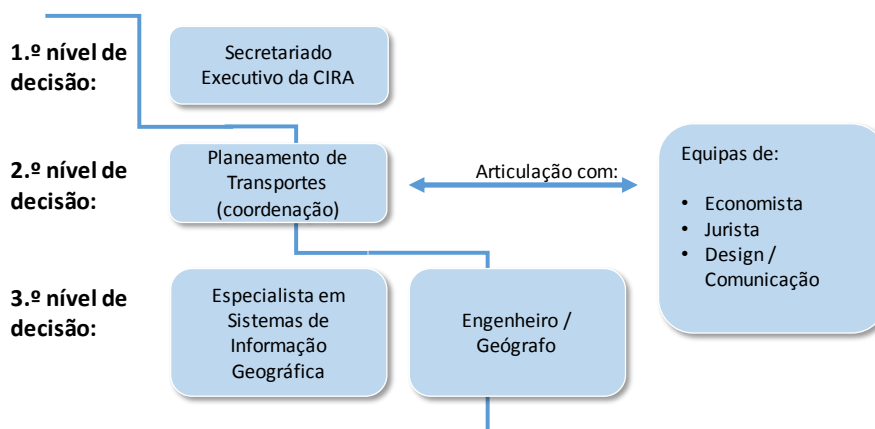 1.º nível de
decisão:
Secretariado
Executivo da CIRA
2.º nível de
decisão:
Planeamento de
Transportes
(coordenação)
Articulação com:
Equipas de:
• Economista
• Jurista
• Design /
Comunicação
3.º nível de
decisão:
Especialista em
Sistemas de
Informação
Geográfica
Engenheiro /
Geógrafo